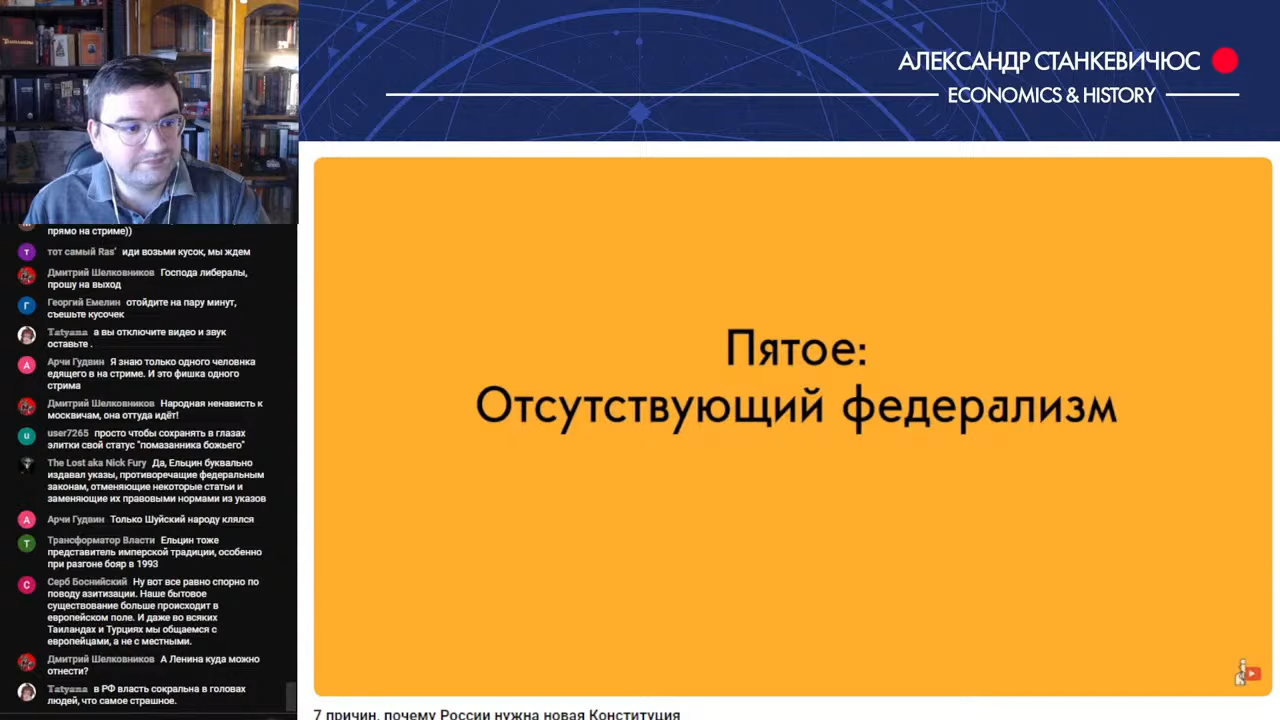 АЛЕКСАНДР СТАНКЕВИЧЮС
ECONOMICS & HISTORY
Пятое:
Отсутствующий федерализм
7 причин, почему России нужна новая Конституция
прямо на стриме))
тот самый Ras' иди возьми кусок, мы ждем
Дмитрий Шелковников Господа либералы,
прошу на выход
Георгий Емелин отойдите на пару минут,
съешьте кусочек
Tatyana а вы отключите видео и звук
оставьте .
Арчи Гудвин Я знаю только одного человнка
едящего в на стриме. И это фишка одного
стрима
Дмитрий Шелковников Народная ненависть к
москвичам, она оттуда идёт!
user7265 просто чтобы сохранять в глазах
элитки свой статус "помазанника божьего"
The Lost aka Nick Fury Да, Ельцин буквально
издавал указы, противоречащие федеральным
законам, отменяющие некоторые статьи и
заменяющие их правовыми нормами из указов
Арчи Гудвин Только Шуйский народу клялся
Трансформатор Власти Ельцин тоже
представитель имперской традиции, особенно
при разгоне бояр в 1993
Серб Боснийский Ну вот все равно спорно по
поводу азитизации. Наше бытовое
существование больше происходит в
европейском поле. И даже во всяких
Таиландах и Турциях мы общаемся с
европейцами, а не с местными.
Дмитрий Шелковников А Ленина куда можно
отнести?
Tatyana в РФ власть сокральна в головах
людей, что самое страшное.